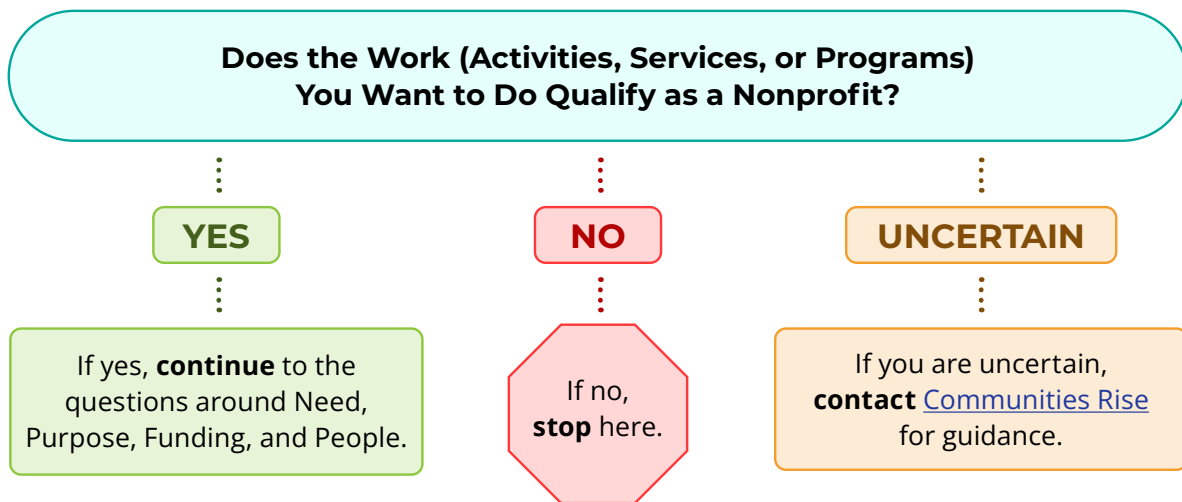 Does the Work (Activities, Services, or Programs)
You Want to Do Qualify as a Nonprofit?
YES
NO
UNCERTAIN
If yes, continue to the
questions around Need,
Purpose, Funding, and People.
If no,
stop here.
If you are uncertain,
contact Communities Rise
for guidance.